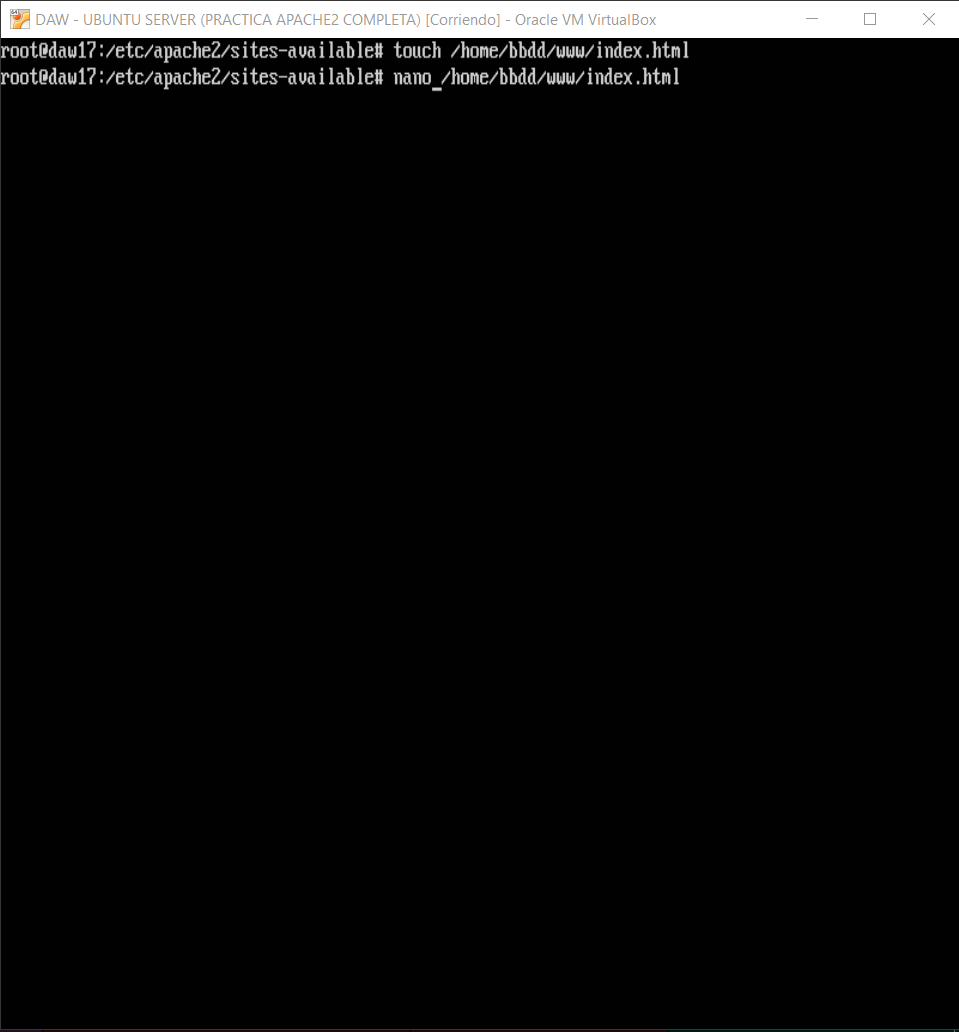 DAW - UBUNTU SERVER (PRACTICA APACHE2 COMPLETA) [Corriendo] - Oracle VM VirtualBox
root@daw17:/etc/apache2/sites-available# touch /home/bbdd/www/index.html
root@daw17:/etc/apache2/sites-available# nano /home/bbdd/www/index.html